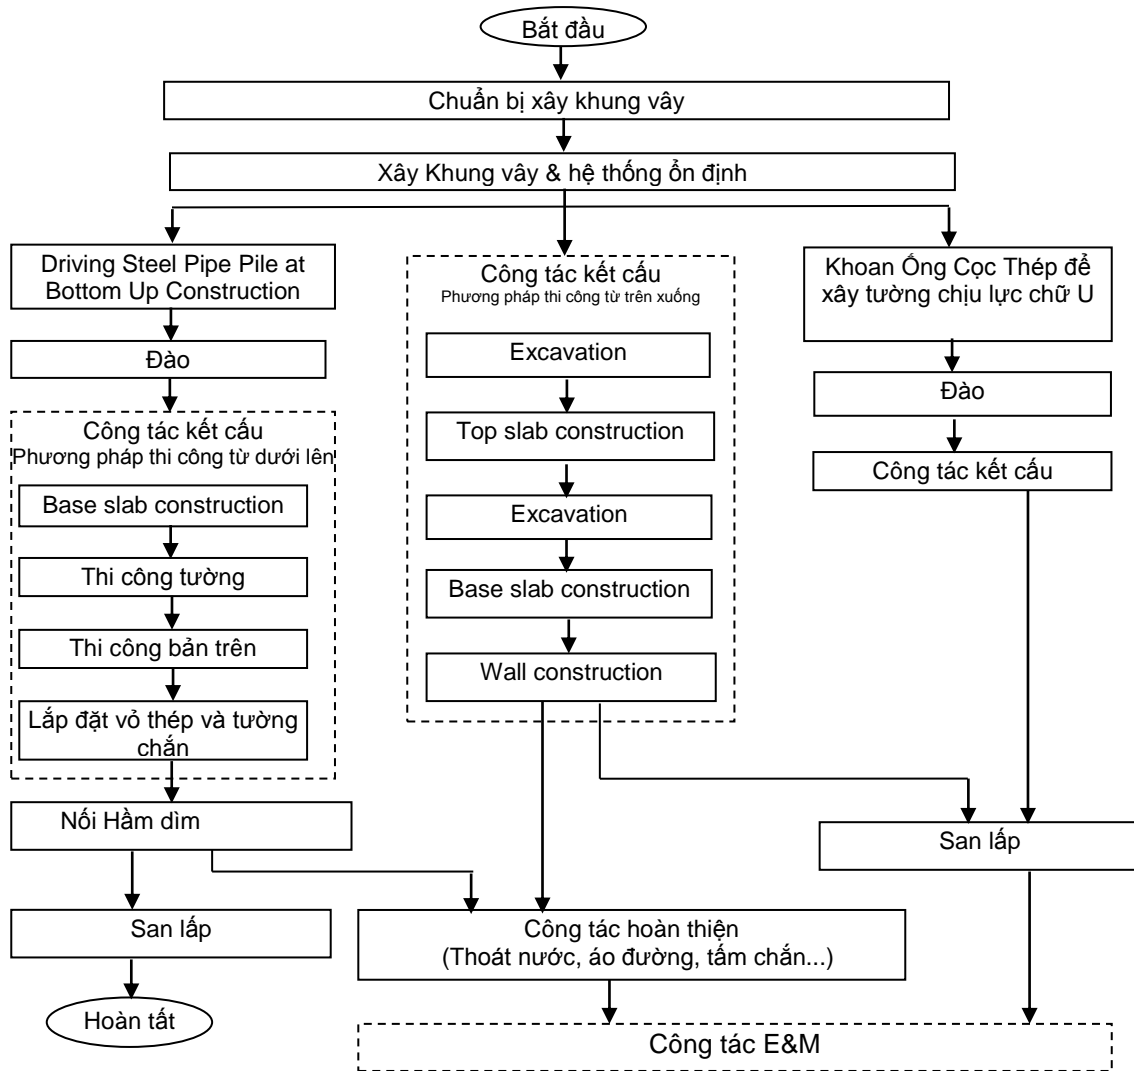 Bắt đầu
Chuẩn bị xây khung vây
Xây Khung vây & hệ thống ổn định
Driving Steel Pipe Pile at
Bottom Up Construction
Đào
Công tác kết cấu
Phương pháp thi công từ dưới lên
Base slab construction
Thi công tường
Thi công bản trên
Lắp đặt vỏ thép và tường
chắn
Nối Hầm dìm
San lấp
Hoàn tất
Công tác kết cấu
Phương pháp thi công từ trên xuống
Excavation
Top slab construction
Excavation
Base slab construction
Wall construction
Khoan Ống Cọc Thép để
xây tường chịu lực chữ U
Đào
Công tác kết cấu
San lấp
Công tác hoàn thiện
(Thoát nước, áo đường, tấm chắn...)
Công tác E&M